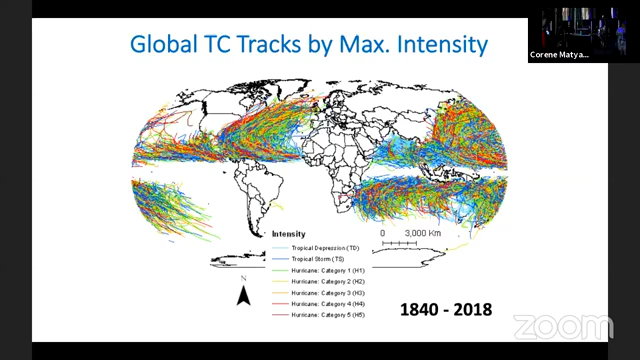 Global TC Tracks by Max. Intensity
Corene Matya...
Intensity
Tropical Depression (TD)
Tropical Storm (TS)
Hurricane: Category 1 (H1)
Hurricane: Category 2 (H2)
Hurricane: Category 3 (H3)
Hurricane: Category 4 (H4)
Hurricane: Category 5 (H5)
0 3,000 Km
N
1840 - 2018
zoom